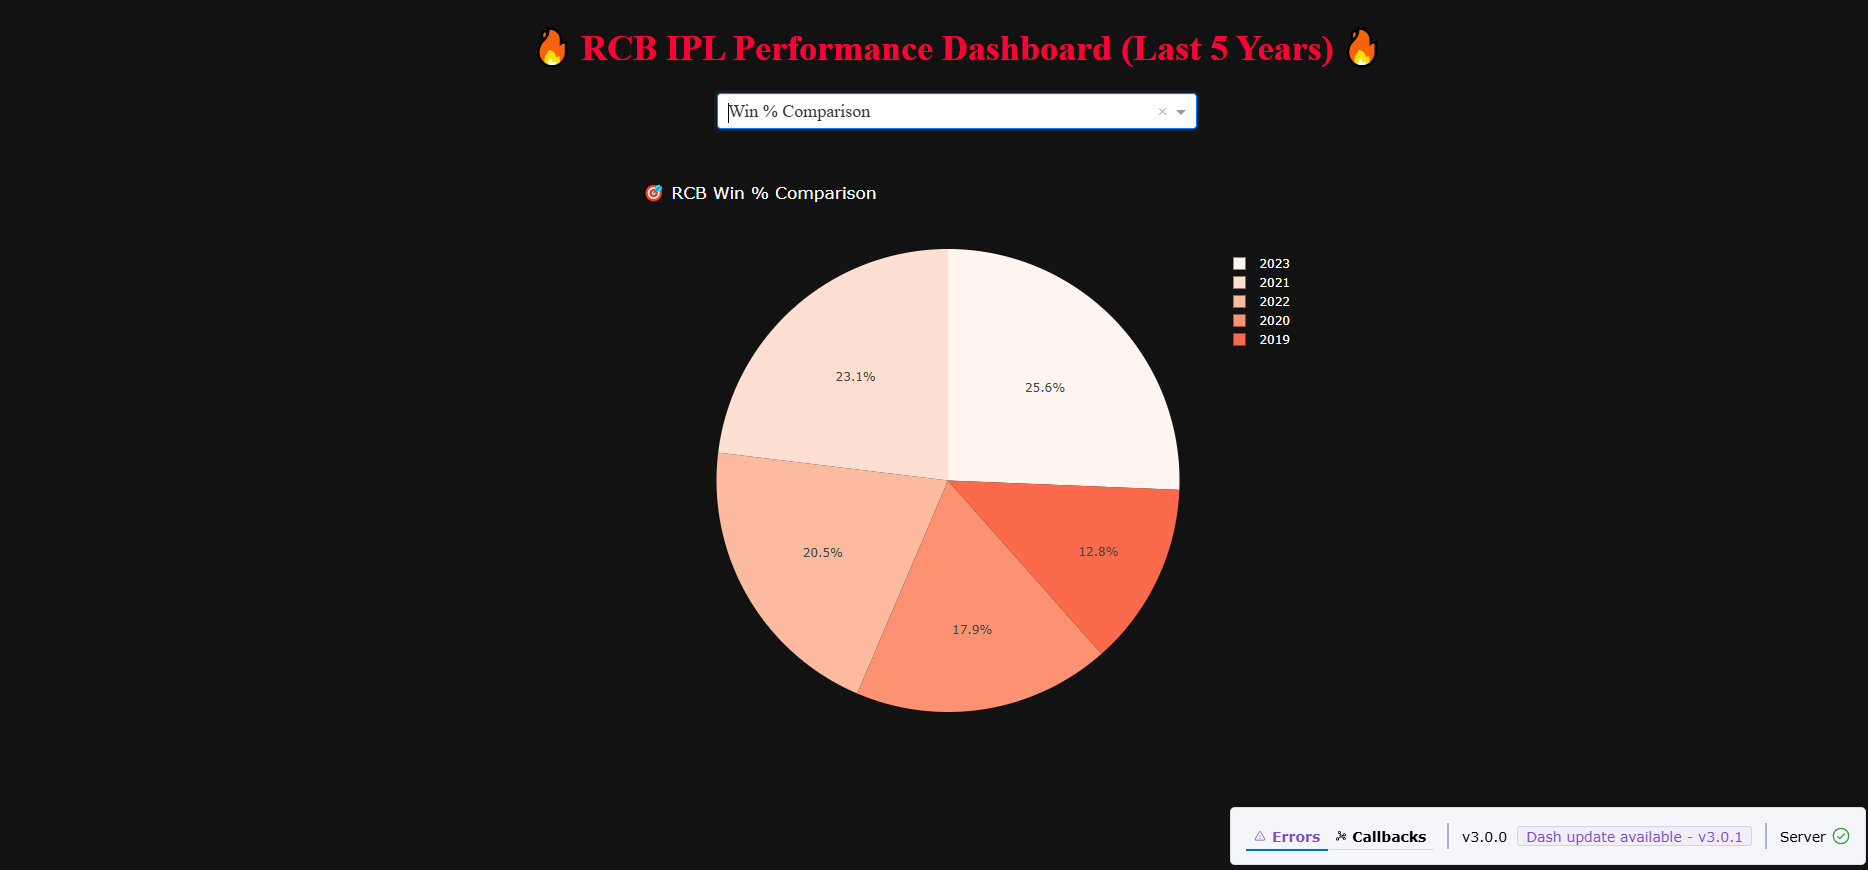 🔥 RCB IPL Performance Dashboard (Last 5 Years) 🔥
Win % Comparison × 
🎯 RCB Win % Comparison
2023
2021
2022
2020
2019
23.1%
25.6%
20.5%
12.8%
17.9%
Errors Callbacks v3.0.0 Dash update available - v3.0.1 Server